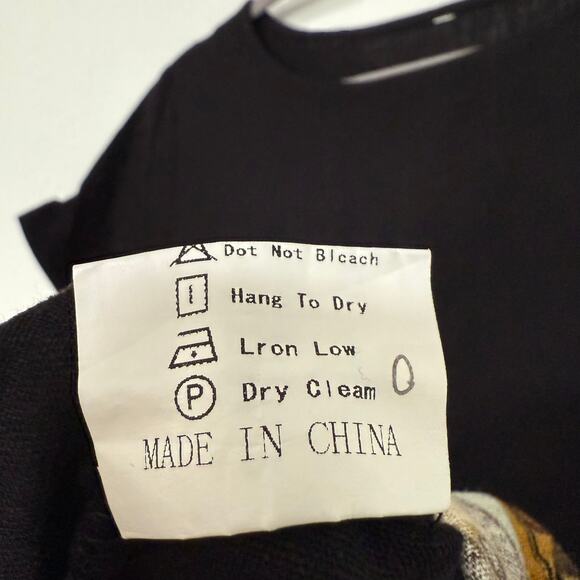 Dot Not Blcach
Hang To Dry
Lron Low
P Dry Cleam
MADE IN CHINA